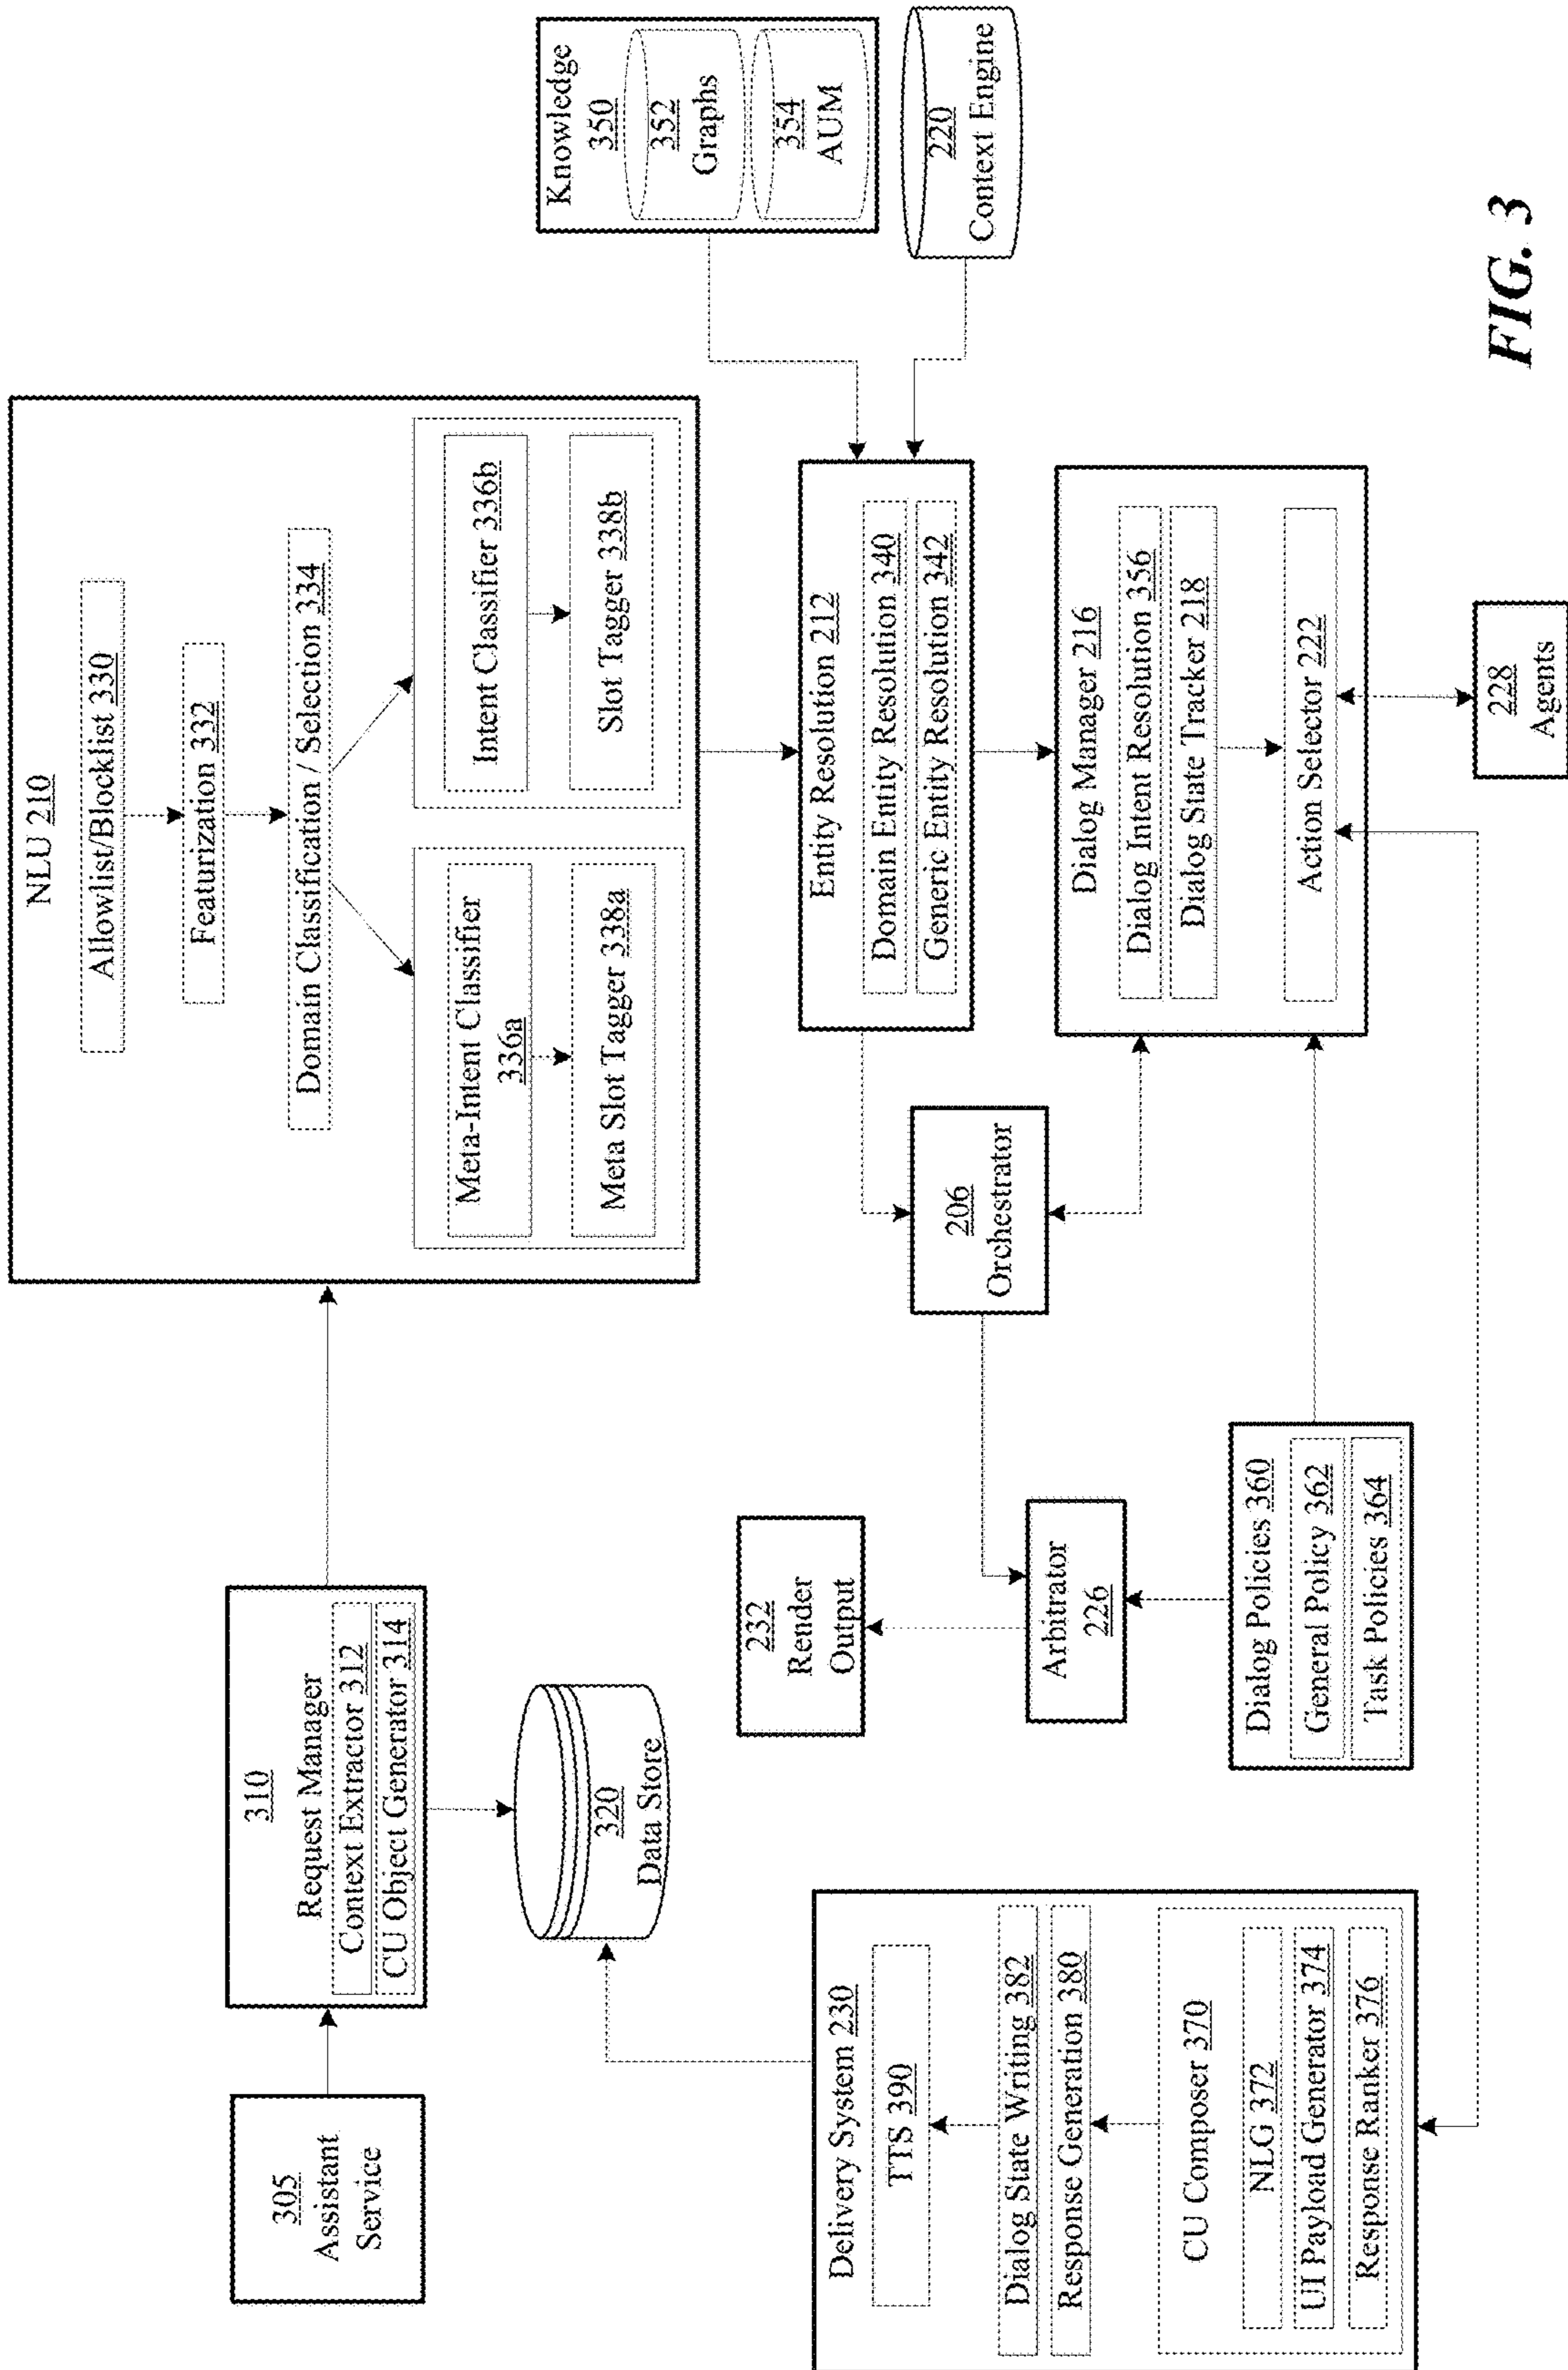 305
Assistant
Service
310
Request Manager
Context Extractor 312
CU Object Generator 314
320
Data Store
NLU 210
Allowlist/Blocklist 330
Featurization 332
Domain Classification / Selection 334
Meta-Intent Classifier
336a
Meta Slot Tagger 338a
Intent Classifier 336b
Slot Tagger 338b
Knowledge
350
352
Graphs
354
AUM
220
Context Engine
Entity Resolution 212
Domain Entity Resolution 340
Generic Entity Resolution 342
Dialog Manager 216
Dialog Intent Resolution 356
Dialog State Tracker 218
Action Selector 222
228
Agents
206
Orchestrator
232
Render
Output
Arbitrator
226
Dialog Policies 360
General Policy 362
Task Policies 364
Delivery System 230
TTS 390
Dialog State Writing 382
Response Generation 380
CU Composer 370
NLG 372
UI Payload Generator 374
Response Ranker 376
FIG. 3